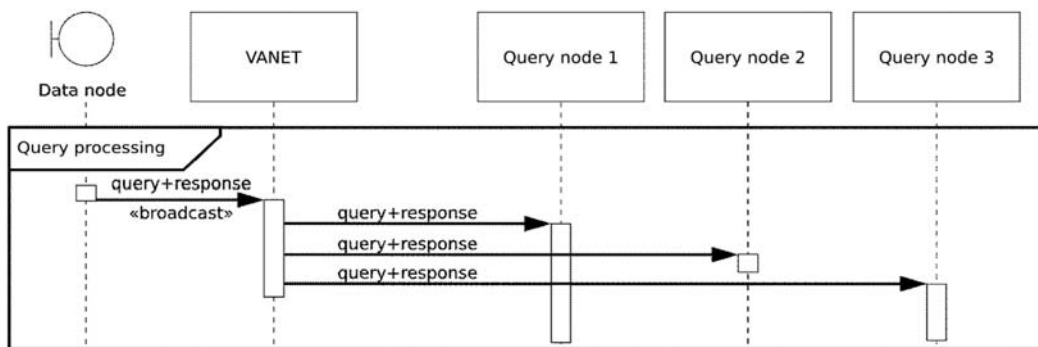 Data node
VANET
Query node 1
Query node 2
Query node 3
Query processing
query+response
«broadcast»
query+response
query+response
query+response